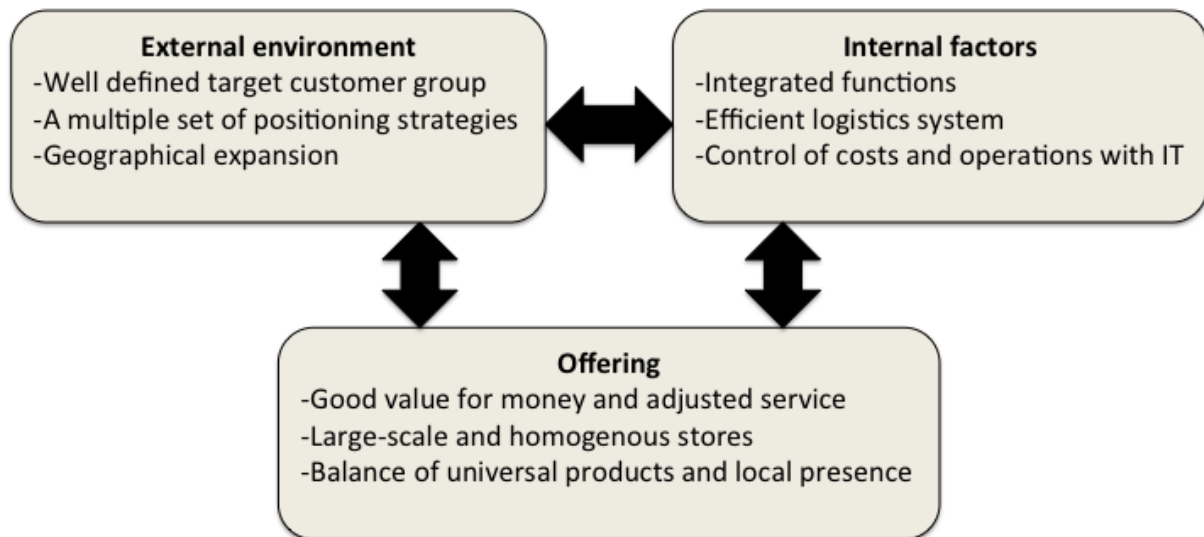 External environment
-Well defined target customer group
-A multiple set of positioning strategies
-Geographical expansion
Internal factors
-Integrated functions
-Efficient logistics system
-Control of costs and operations with IT
Offering
-Good value for money and adjusted service
-Large-scale and homogenous stores
-Balance of universal products and local presence